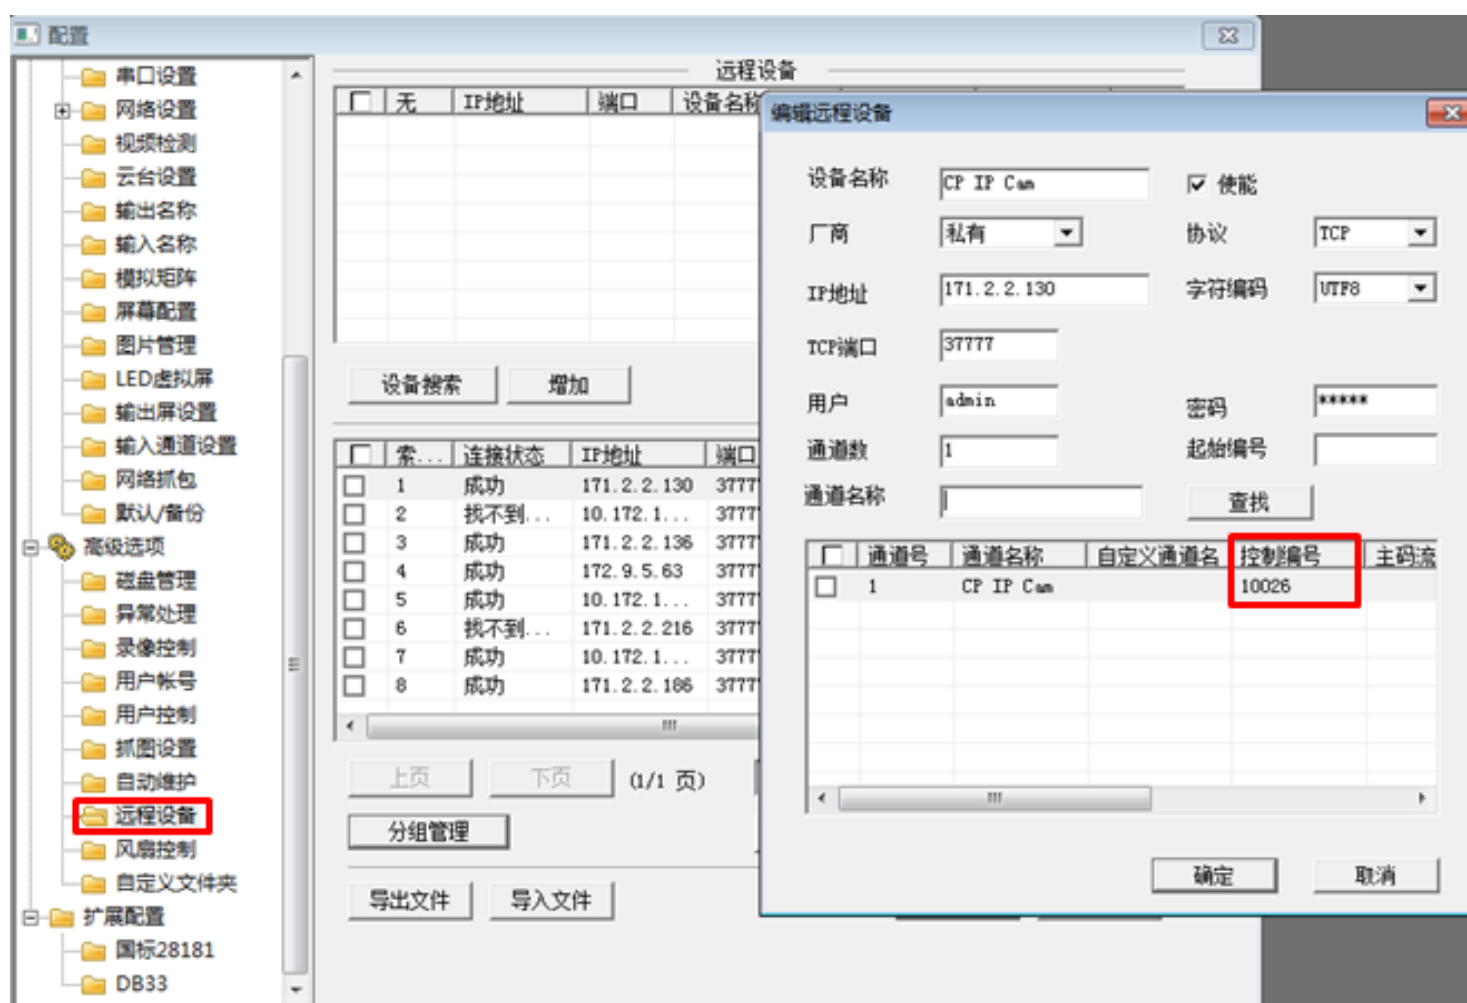 配置
串口设置
网络设置
视频检测
云台设置
输出名称
输入名称
模拟矩阵
屏幕配置
图片管理
LED虚拟屏
输出屏设置
输入通道设置
网络抓包
默认/备份
高级选项
磁盘管理
异常处理
录像控制
用户帐号
用户控制
抓图设置
自动维护
远程设备
风扇控制
自定义文件夹
扩展配置
国标28181
DB33
远程设备
无 IP地址 端口 设备名称
设备搜索 增加
索... 连接状态 IP地址 端口
1 成功 171.2.2.130 3777
2 找不到... 10.172.1... 3777
3 成功 171.2.2.136 3777
4 成功 172.9.5.63 3777
5 成功 10.172.1... 3777
6 找不到... 171.2.2.216 3777
7 成功 10.172.1... 3777
8 成功 171.2.2.186 3777
上页 下页 (1/1 页)
分组管理
导出文件 导入文件
编辑远程设备
设备名称 CP IP Cam 使能
厂商 私有 协议 TCP
IP地址 171.2.2.130 字符编码 UTF8
TCP端口 37777
用户 admin 密码 *****
通道数 1 起始编号
通道名称 查找
通道号 通道名称 自定义通道名 控制编号 主码流
1 CP IP Cam 10026
确定 取消